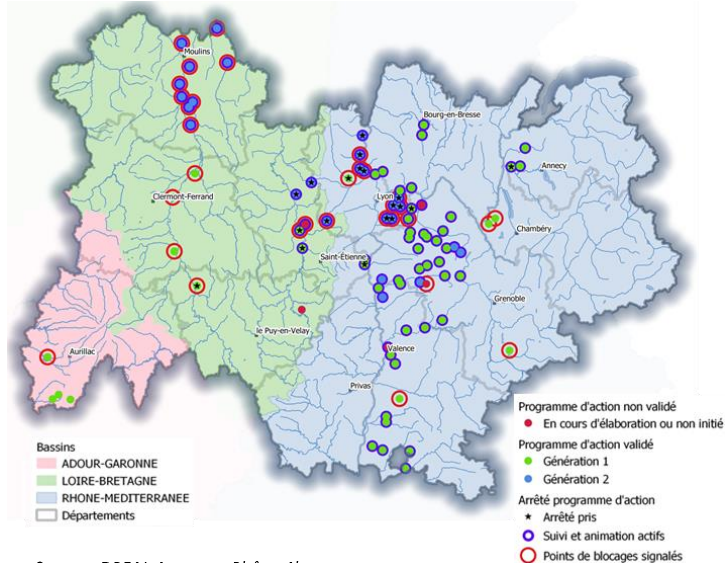 Moulins
Bourg-en-Bresse
Annecy
Clermont-Ferrand
Lyon
Chambéry
Saint-Étienne
Grenoble
le Puy-en-Velay
Aurillac
Valence
Privas
Bassins
ADOUR-GARONNE
LOIRE-BRETAGNE
RHONE-MEDITERRANEE
Départements
Programme d'action non validé
En cours d'élaboration ou non initié
Programme d'action validé
Génération 1
Génération 2
Arrêté programme d'action
Arrêté pris
Suivi et animation actifs
Points de blocages signalés